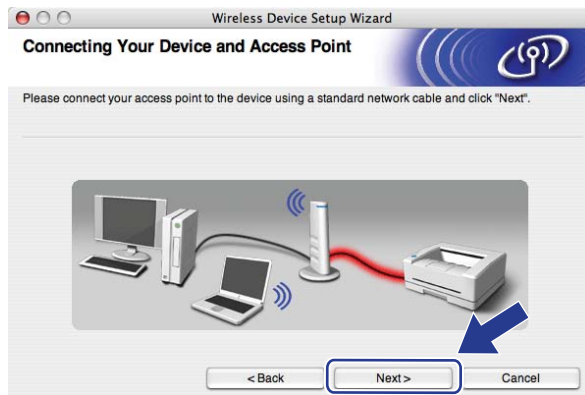 Wireless Device Setup Wizard
Connecting Your Device and Access Point
Please connect your access point to the device using a standard network cable and click "Next".
< Back Next > Cancel